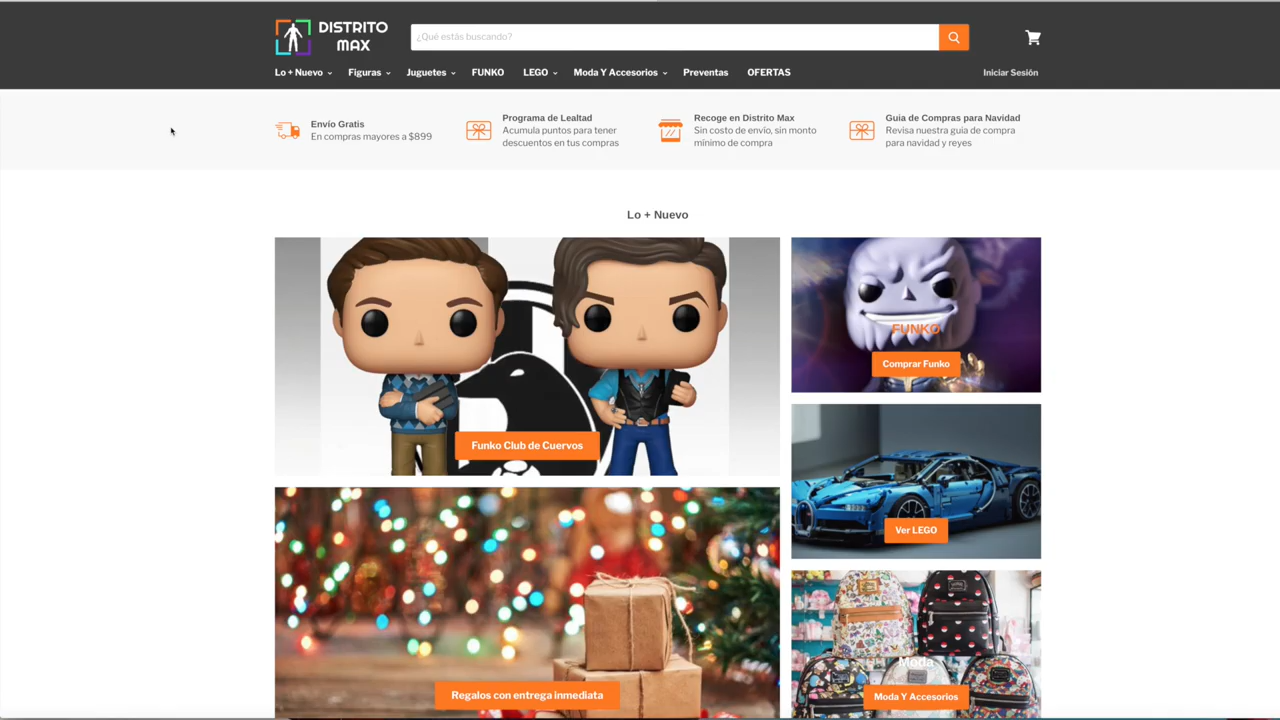 DISTRITO
MAX
¿Qué estás buscando?
Lo + Nuevo
Figuras
Juguetes
FUNKO
LEGO
Moda Y Accesorios
Preventas
OFERTAS
Iniciar Sesión
Envío Gratis
En compras mayores a $899
Programa de Lealtad
Acumula puntos para tener
descuentos en tus compras
Recoge en Distrito Max
Sin costo de envío, sin monto
mínimo de compra
Guia de Compras para Navidad
Revisa nuestra guia de compra
para navidad y reyes
Lo + Nuevo
Funko Club de Cuervos
FUNKO
Comprar Funko
Ver LEGO
Regalos con entrega inmediata
Moda
Moda Y Accesorios